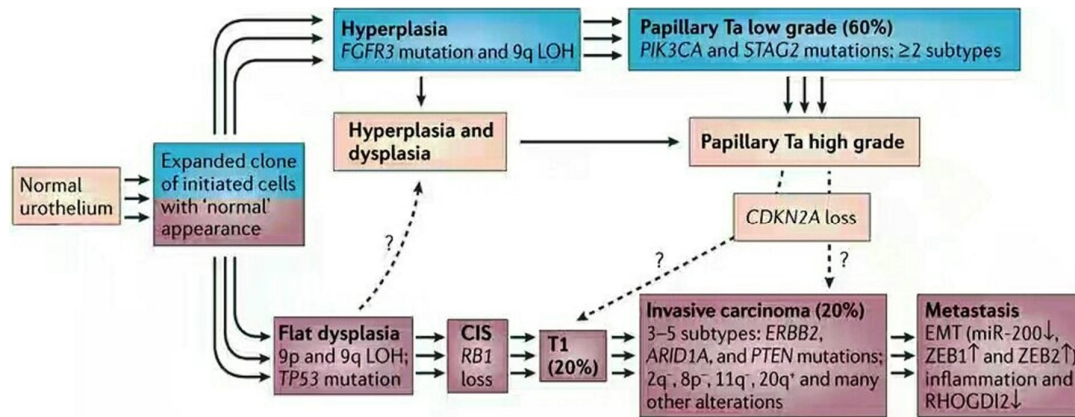 Hyperplasia
FGFR3 mutation and 9q LOH
Papillary Ta low grade (60%)
PIK3CA and STAG2 mutations; ≥2 subtypes
Hyperplasia and
dysplasia
Papillary Ta high grade
Normal
urothelium
Expanded clone
of initiated cells
with ‘normal’
appearance
CDKN2A loss
?
?
?
Flat dysplasia
9p and 9q LOH;
TP53 mutation
CIS
RB1
loss
T1
(20%)
Invasive carcinoma (20%)
3–5 subtypes: ERBB2,
ARID1A, and PTEN mutations;
2q⁻, 8p⁻, 11q⁻, 20q⁺ and many
other alterations
Metastasis
EMT (miR-200↓,
ZEB1↑ and ZEB2↑)
inflammation and
RHOGDI2↓